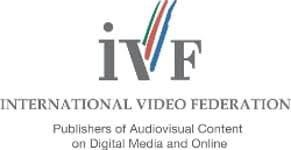 iVF
INTERNATIONAL VIDEO FEDERATION
Publishers of Audiovisual Content
on Digital Media and Online